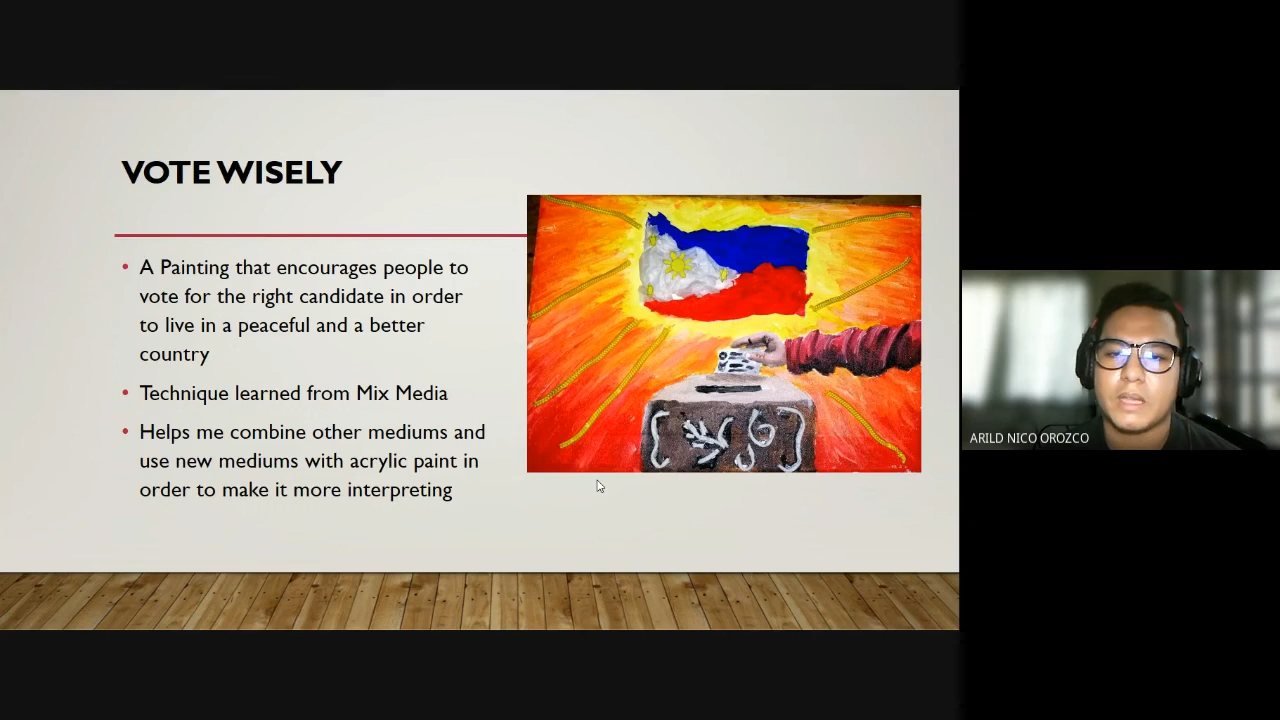 VOTE WISELY
• A Painting that encourages people to
vote for the right candidate in order
to live in a peaceful and a better
country
• Technique learned from Mix Media
• Helps me combine other mediums and
use new mediums with acrylic paint in
order to make it more interpreting
ARILD NICO OROZCO